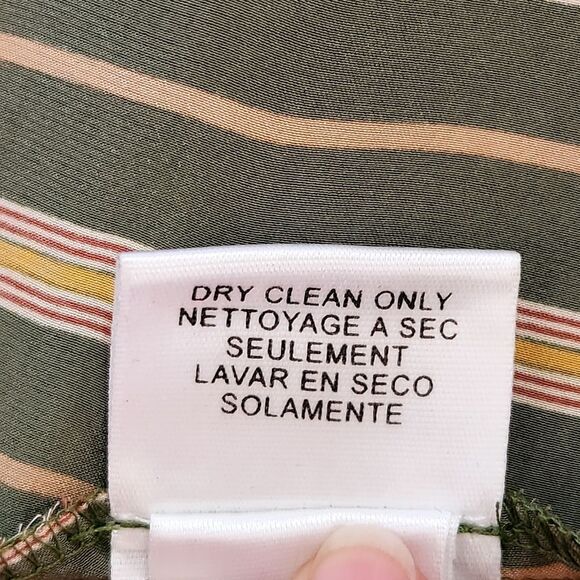 DRY CLEAN ONLY
NETTOYAGE A SEC
SEULEMENT
LAVAR EN SECO
SOLAMENTE